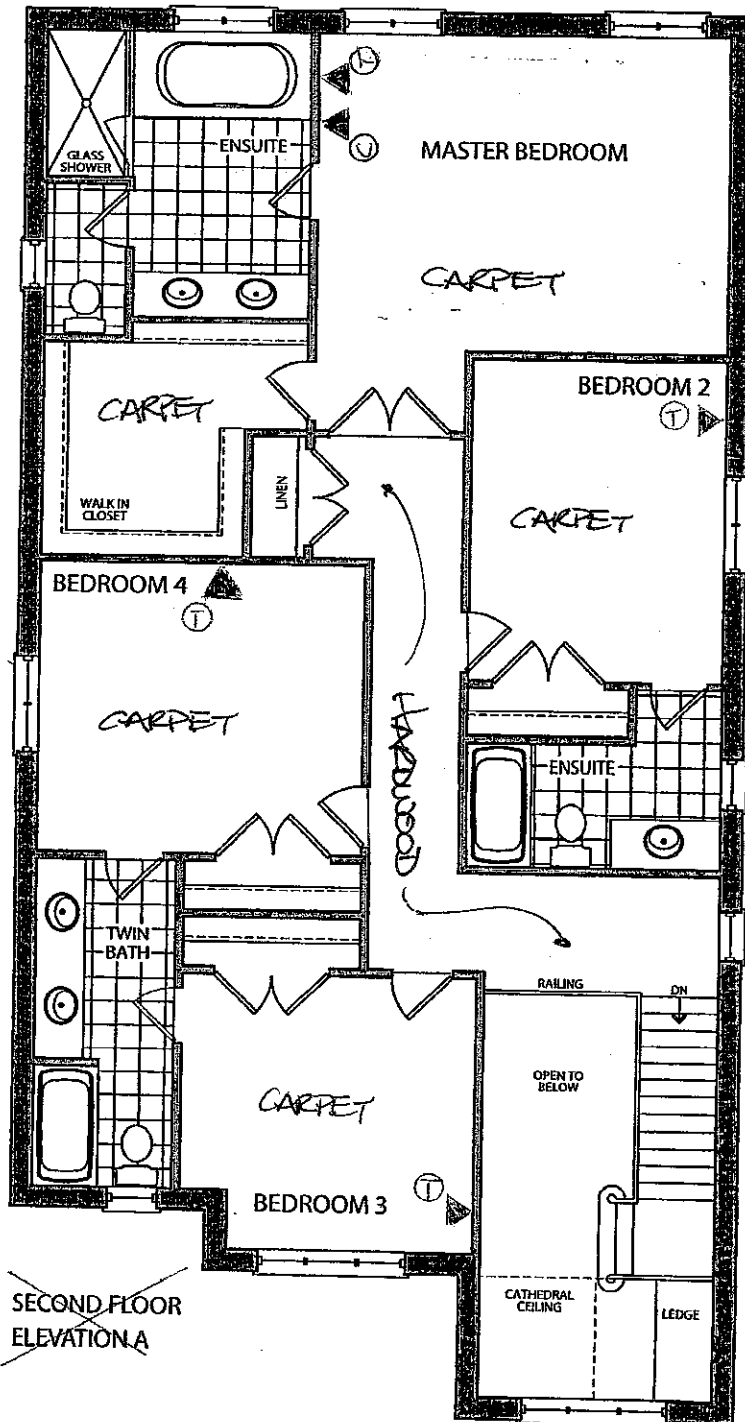 GLASS
SHOWER
ENSUITE
MASTER BEDROOM
CARPET
CARPET
BEDROOM 2
T
WALK IN
CLOSET
LINEN
CARPET
BEDROOM 4
T
CARPET
HARDWOOD
ENSUITE
TWIN
BATH
RAILING
DN
OPEN TO
BELOW
CARPET
T
BEDROOM 3
CATHEDRAL
CEILING
LEDGE
SECOND FLOOR
ELEVATION A